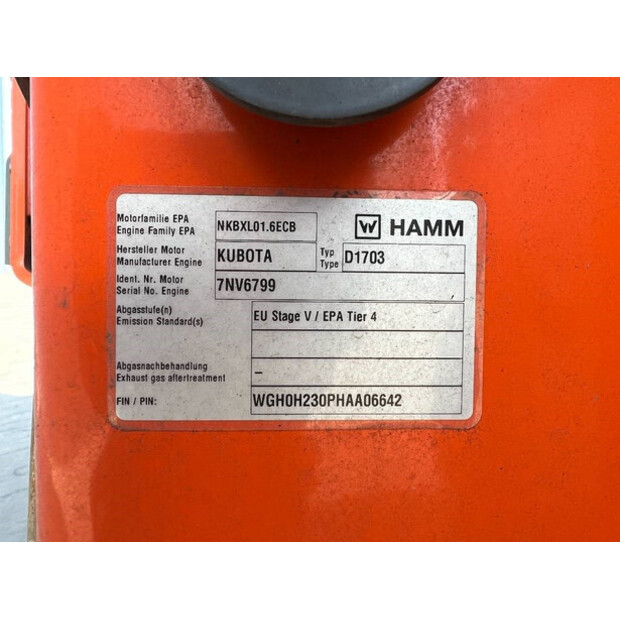 Motorfamilie EPA
Engine Family EPA
NKBXL01.6ECB
HAMM
Hersteller Motor
Manufacturer Engine
KUBOTA
Typ
Type
D1703
Ident. Nr. Motor
Serial No. Engine
7NV6799
Abgasstufe(n)
Emission Standard(s)
EU Stage V / EPA Tier 4
Abgasnachbehandlung
Exhaust gas aftertreatment
–
FIN / PIN:
WGH0H230PHAA06642